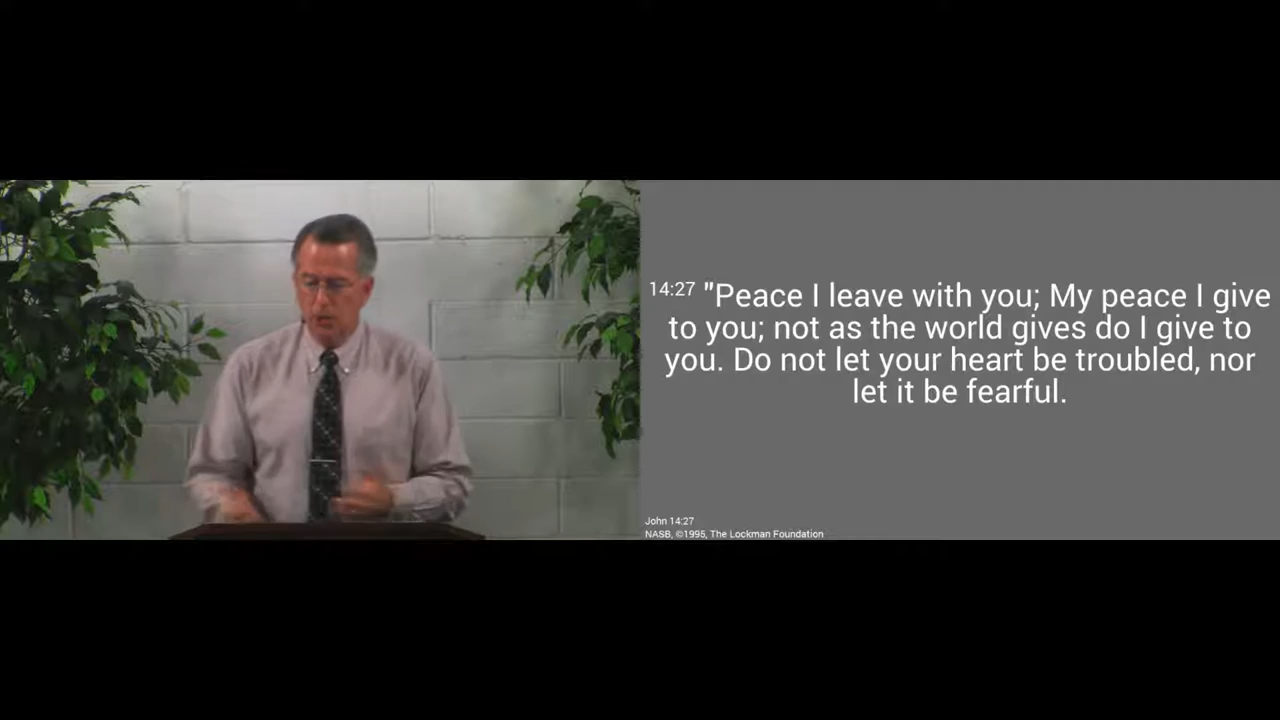 14:27 "Peace I leave with you; My peace I give
to you; not as the world gives do I give to
you. Do not let your heart be troubled, nor
let it be fearful.
John 14:27
NASB, ©1995, The Lockman Foundation